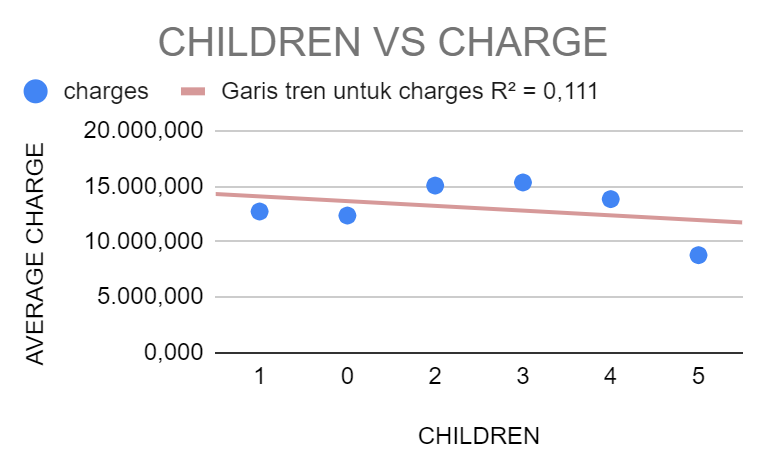 CHILDREN VS CHARGE
charges Garis tren untuk charges R² = 0,111
AVERAGE CHARGE
20.000,000
15.000,000
10.000,000
5.000,000
0,000
1 0 2 3 4 5
CHILDREN